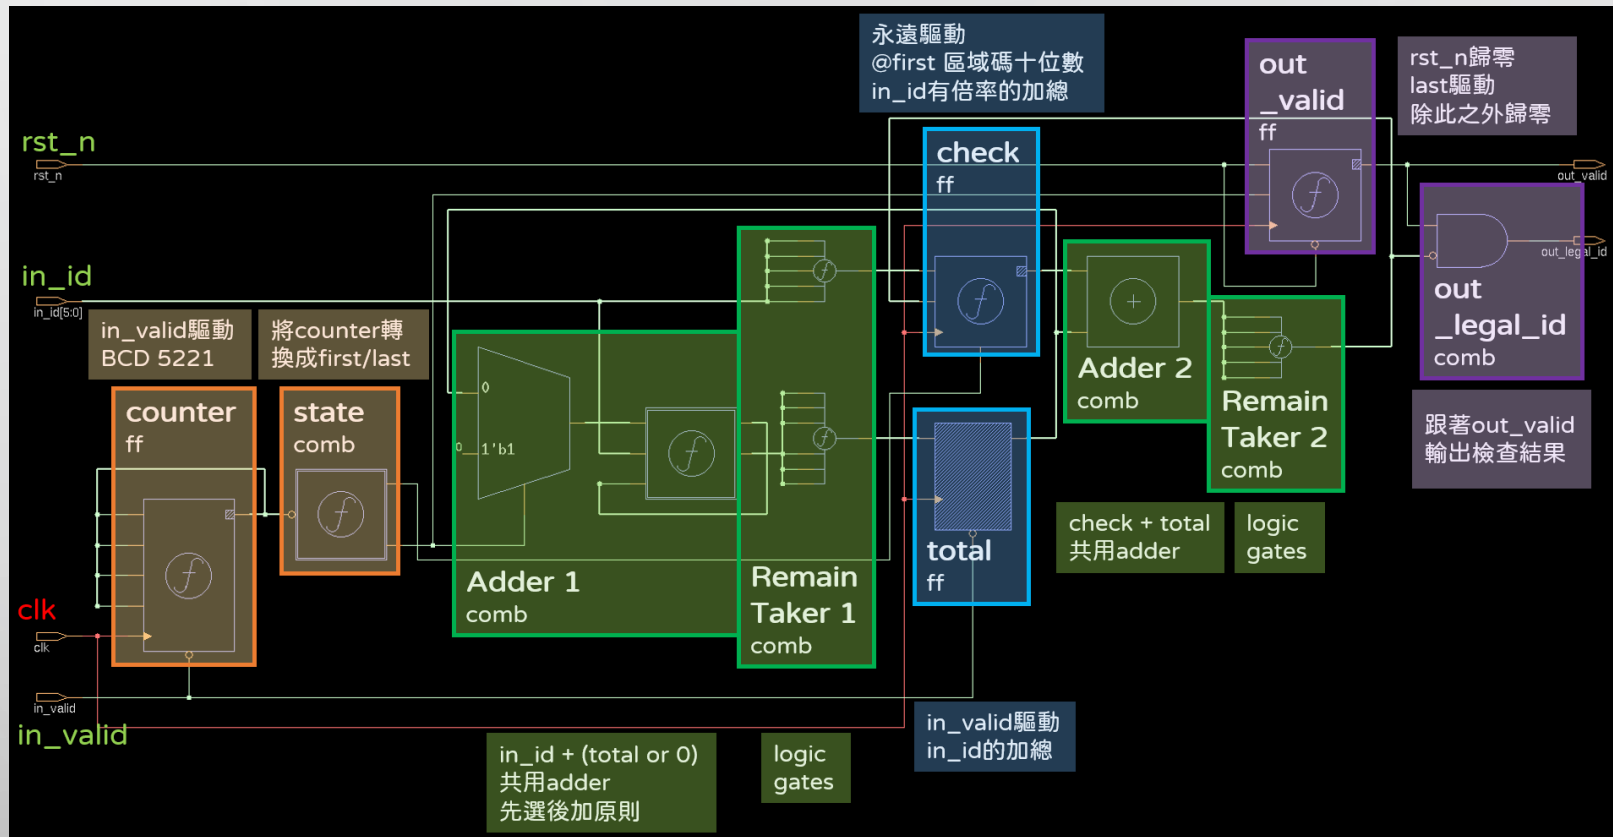 永遠驅動
@first 區域碼十位數
in_id有倍率的加總
out
_valid
ff
rst_n歸零
last驅動
除此之外歸零
rst_n
rst_n
check
ff
out_valid
in_id
in_id[5:0]
out_legal_id
out
_legal_id
comb
in_valid驅動
BCD 5221
將counter轉
換成first/last
counter
ff
state
comb
0
0
1'b1
+
Adder 2
comb
Remain
Taker 2
comb
跟著out_valid
輸出檢查結果
check + total
共用adder
logic
gates
Adder 1
comb
Remain
Taker 1
comb
total
ff
clk
clk
in_valid
in_valid
in_id + (total or 0)
共用adder
先選後加原則
logic
gates
in_valid驅動
in_id的加總